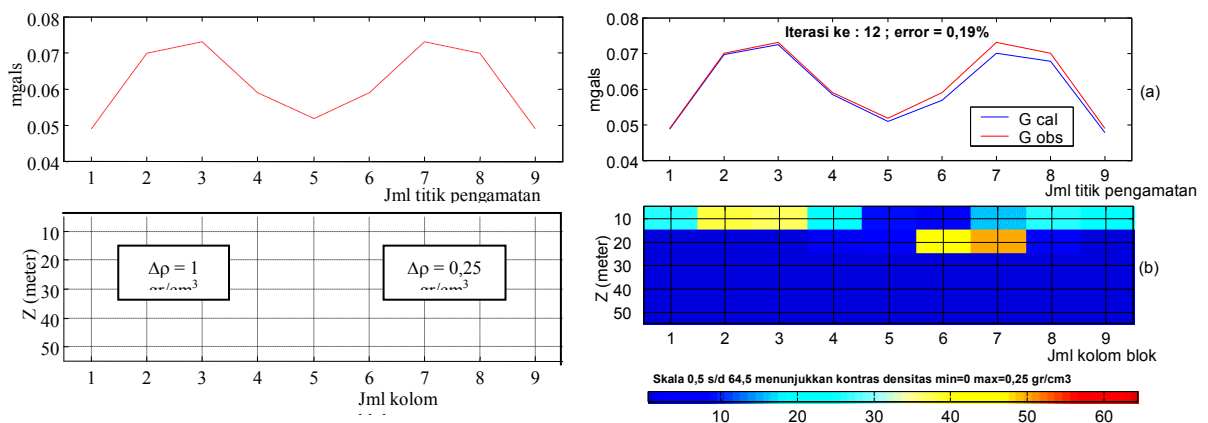 0.08
0.07
0.06
0.05
0.04
mgals
1 2 3 4 5 6 7 8 9
Jml titik pengamatan
10
20
30
40
50
Z (meter)
Δρ = 1
gr/cm³
Δρ = 0,25
gr/cm³
1 2 3 4 5 6 7 8 9
Jml kolom
0.08
0.07
0.06
0.05
0.04
mgals
Iterasi ke : 12 ; error = 0,19%
G cal
G obs
(a)
1 2 3 4 5 6 7 8 9
Jml titik pengamatan
10
20
30
40
50
Z (meter)
(b)
1 2 3 4 5 6 7 8 9
Jml kolom blok
Skala 0,5 s/d 64,5 menunjukkan kontras densitas min=0 max=0,25 gr/cm3
10 20 30 40 50 60